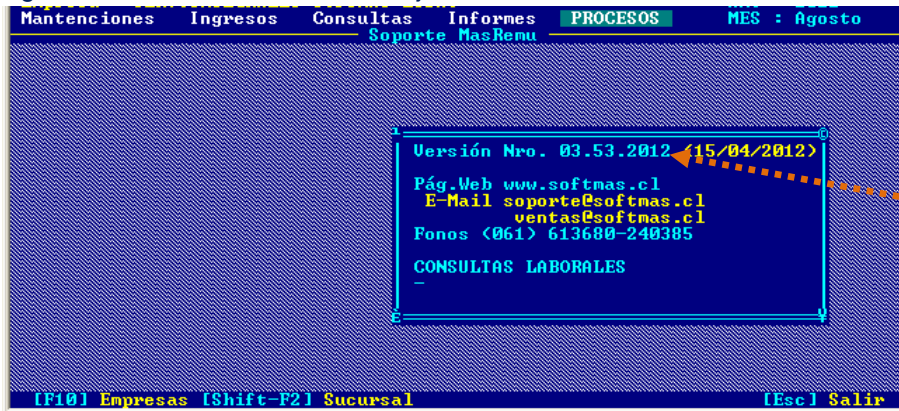 Mantenciones Ingresos Consultas Informes PROCESOS MES : Agosto
Soporte MasRemu
Versión Nro. 03.53.2012 (15/04/2012)
Pág.Web www.softmas.cl
E-Mail soporte@softmas.cl
ventas@softmas.cl
Fonos (061) 613680-240385
CONSULTAS LABORALES
[F10] Empresas [Shift-F2] Sucursal [Esc] Salir